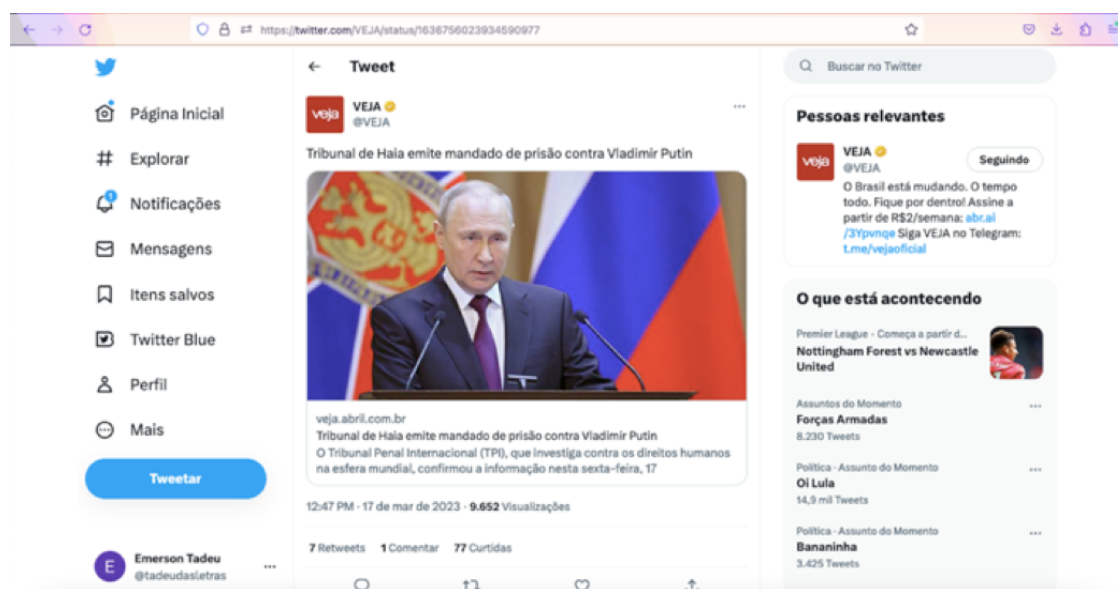 https://twitter.com/VEJA/status/1636756023934590977
Página Inicial
Explorar
1
Notificações
Mensagens
Itens salvos
Twitter Blue
Perfil
Mais
Tweetar
E
Emerson Tadeu
@tadeudasletras
Tweet
veja
VEJA
@VEJA
Tribunal de Haia emite mandado de prisão contra Vladimir Putin
veja.abril.com.br
Tribunal de Haia emite mandado de prisão contra Vladimir Putin
O Tribunal Penal Internacional (TPI), que investiga contra os direitos humanos
na esfera mundial, confirmou a informação nesta sexta-feira, 17
12:47 PM · 17 de mar de 2023 · 9.652 Visualizações
7 Retweets 1 Comentar 77 Curtidas
Buscar no Twitter
Pessoas relevantes
veja
VEJA
@VEJA
Seguindo
O Brasil está mudando. O tempo
todo. Fique por dentro! Assine a
partir de R$2/semana: abr.ai
/3Ypvnqe Siga VEJA no Telegram:
t.me/vejaoficial
O que está acontecendo
Premier League · Começa a partir d...
Nottingham Forest vs Newcastle
United
Assuntos do Momento
Forças Armadas
8.230 Tweets
Política · Assunto do Momento
Oi Lula
14,9 mil Tweets
Política · Assunto do Momento
Bananinha
3.425 Tweets